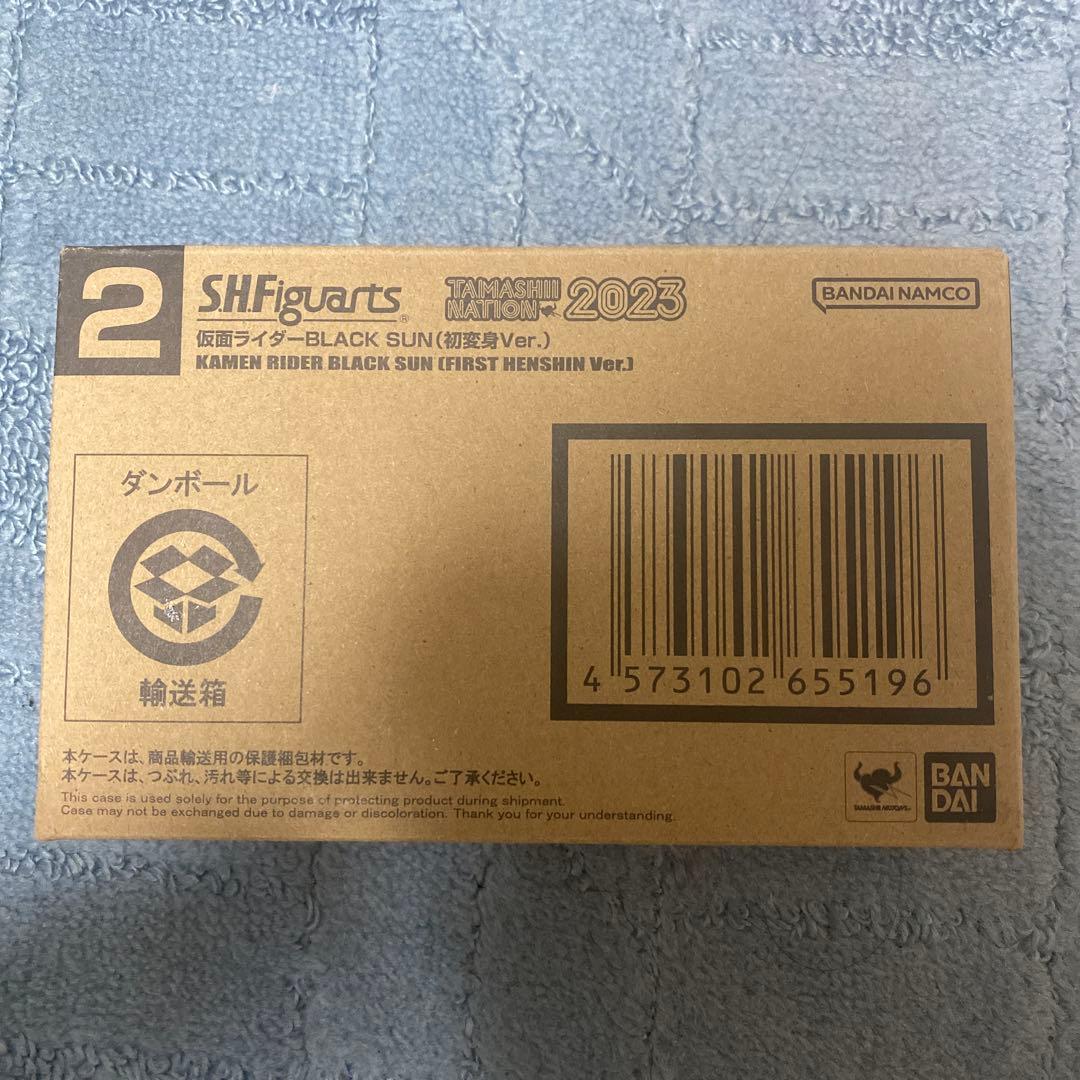 2
S.H.Figuarts®
TAMASHII NATION 2023
BANDAI NAMCO
仮面ライダーBLACK SUN(初変身Ver.)
KAMEN RIDER BLACK SUN (FIRST HENSHIN Ver.)
ダンボール
輸送箱
4 573102 655196
本ケースは、商品輸送用の保護梱包材です。
本ケースは、つぶれ、汚れ等による交換は出来ません。ご了承ください。
This case is used solely for the purpose of protecting product during shipment.
Case may not be exchanged due to damage or discoloration. Thank you for your understanding.
TAMASHII NATIONS
BAN
DAI